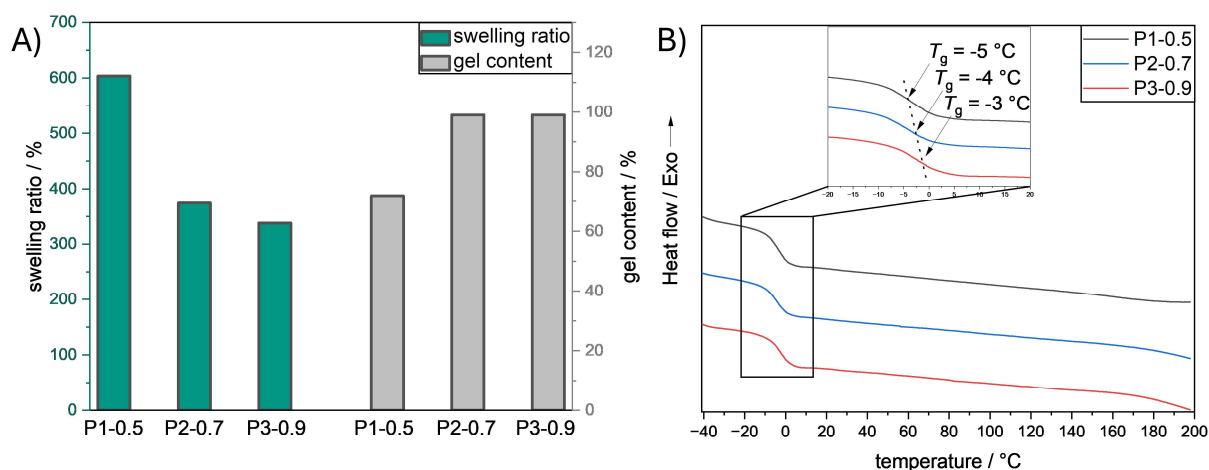 A)
swelling ratio
gel content
swelling ratio / %
700
600
500
400
300
200
100
0
gel content / %
120
100
80
60
40
20
0
P1-0.5 P2-0.7 P3-0.9 P1-0.5 P2-0.7 P3-0.9
B)
P1-0.5
P2-0.7
P3-0.9
Tg = -5 °C
Tg = -4 °C
Tg = -3 °C
-20 -15 -10 -5 0 5 10 15 20
Heat flow / Exo
-40 -20 0 20 40 60 80 100 120 140 160 180 200
temperature / °C